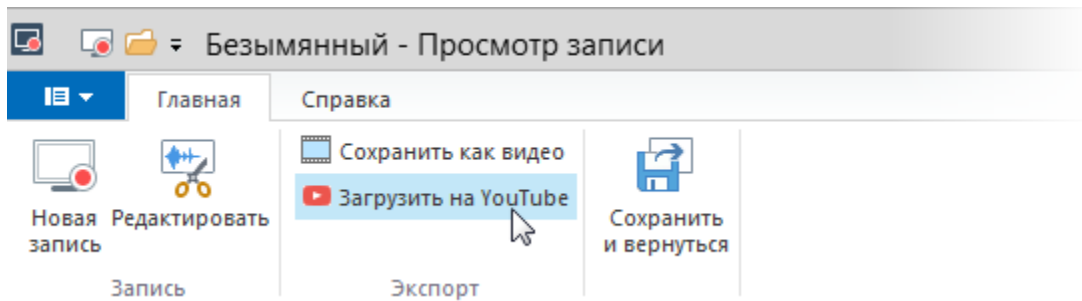 Безымянный - Просмотр записи
Главная
Справка
Новая
запись
Редактировать
Запись
Сохранить как видео
Загрузить на YouTube
Экспорт
Сохранить
и вернуться